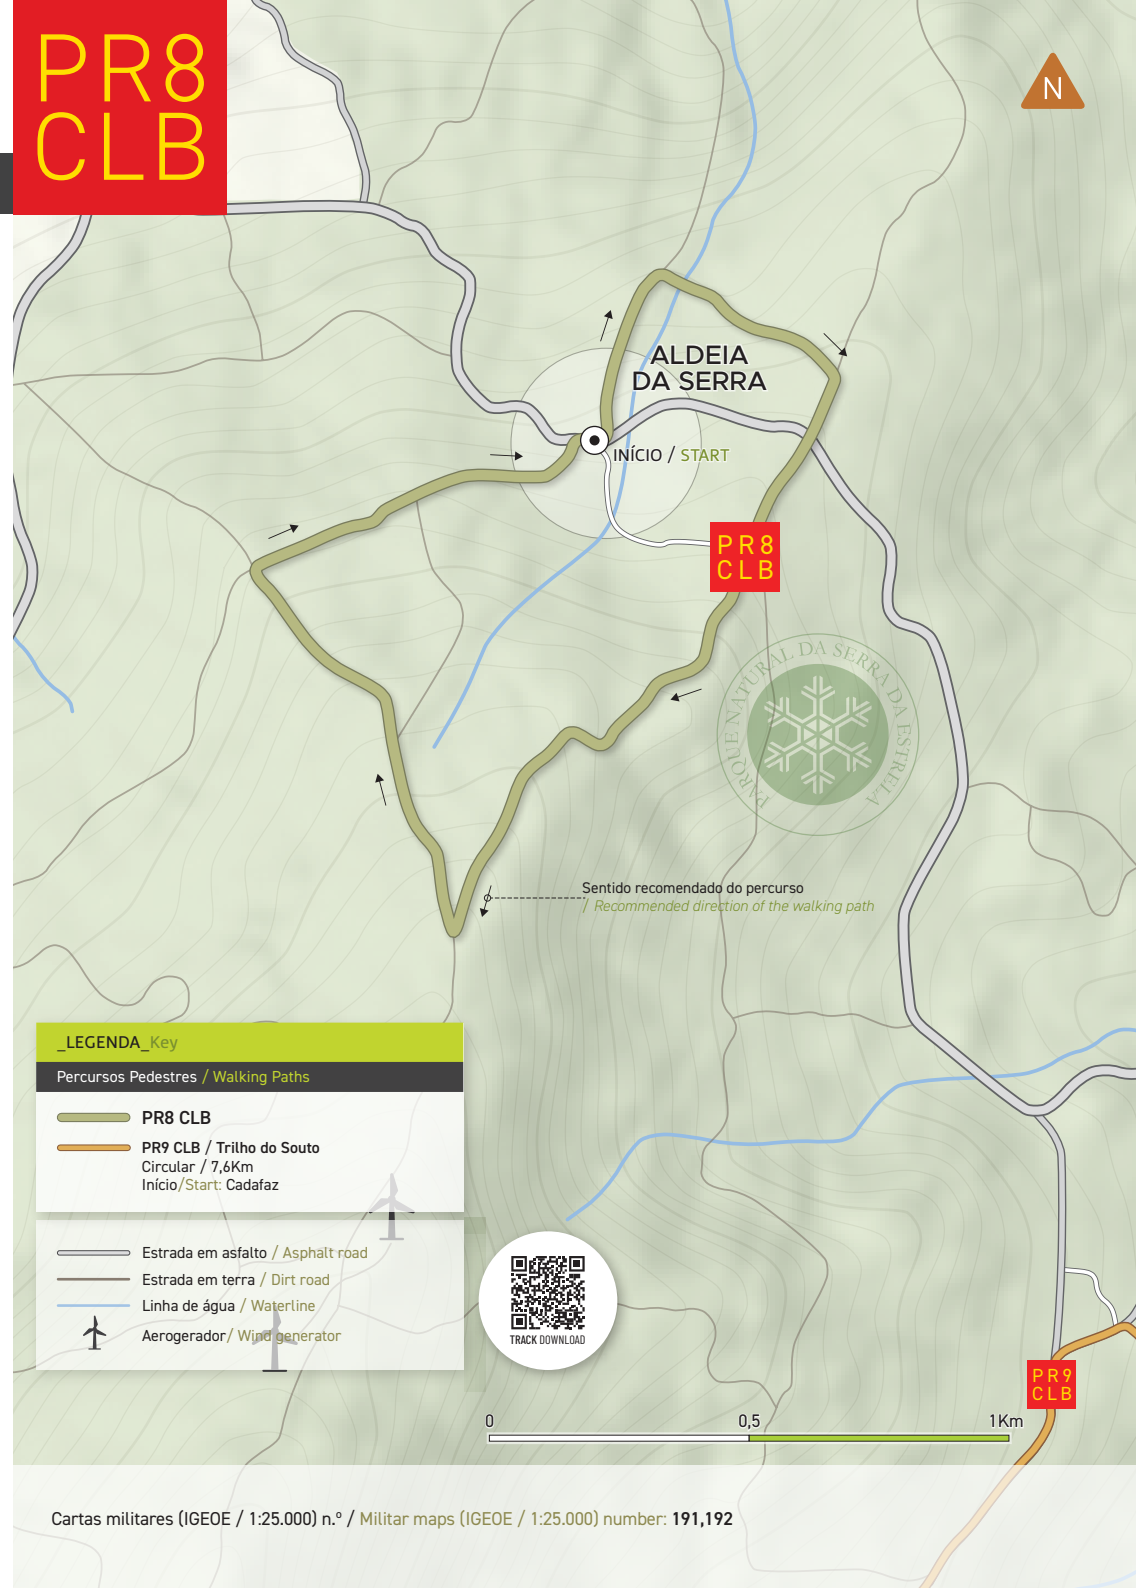 PR8
CLB
N
ALDEIA
DA SERRA
INÍCIO / START
PR8
CLB
PARQUE NATURAL DA SERRA DA ESTRELA
Sentido recomendado do percurso
/ Recommended direction of the walking path
_LEGENDA_Key
Percursos Pedestres / Walking Paths
PR8 CLB
PR9 CLB / Trilho do Souto
Circular / 7,6Km
Início/Start: Cadafaz
Estrada em asfalto / Asphalt road
Estrada em terra / Dirt road
Linha de água / Waterline
Aerogerador/ Wind generator
TRACK DOWNLOAD
PR9
CLB
0 0,5 1Km
Cartas militares (IGEOE / 1:25.000) n.º / Militar maps (IGEOE / 1:25.000) number: 191,192